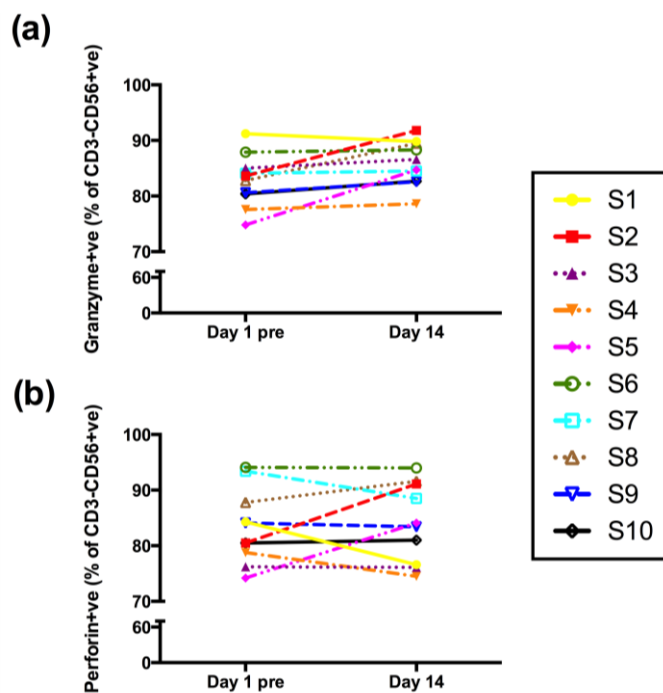 (a)
Granzyme+ve (% of CD3-CD56+ve)
100
90
80
70
60
0
Day 1 pre
Day 14
(b)
Perforin+ve (% of CD3-CD56+ve)
100
90
80
70
60
0
Day 1 pre
Day 14
S1
S2
S3
S4
S5
S6
S7
S8
S9
S10